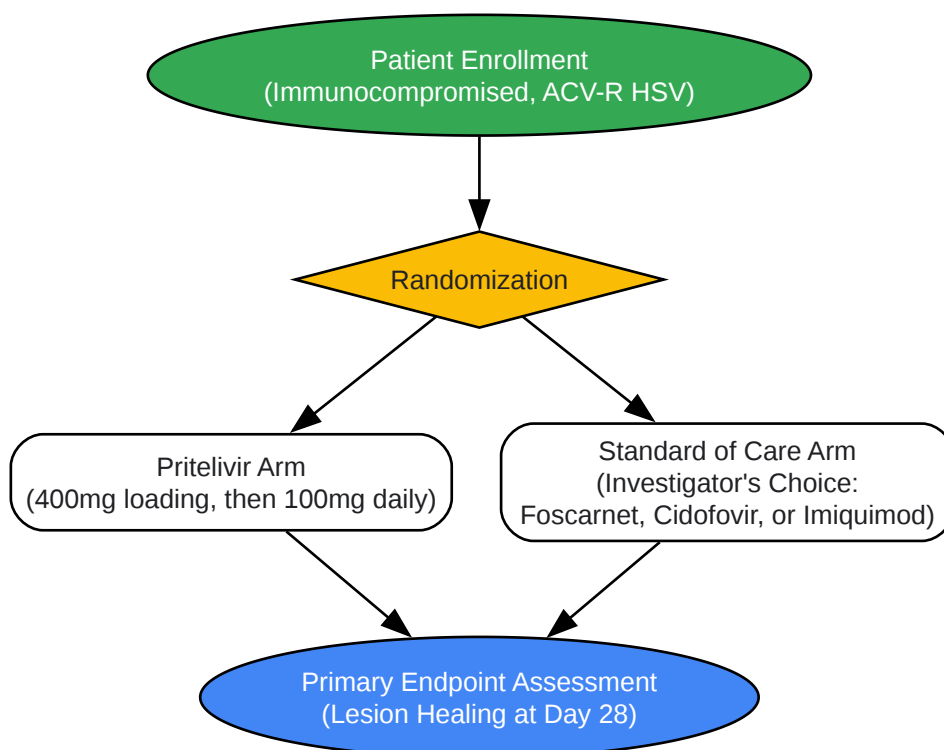 Patient Enrollment
(Immunocompromised, ACV-R HSV)
Randomization
Pritelivir Arm
(400mg loading, then 100mg daily)
Standard of Care Arm
(Investigator's Choice:
Foscarnet, Cidofovir, or Imiquimod)
Primary Endpoint Assessment
(Lesion Healing at Day 28)